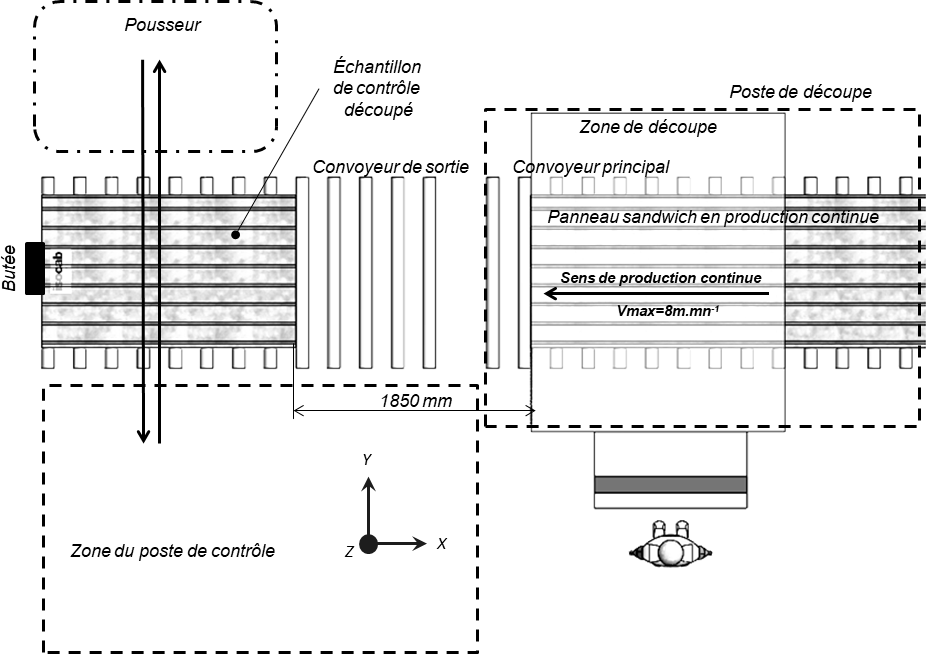 Pousseur
Échantillon
de contrôle
découpé
Poste de découpe
Zone de découpe
Convoyeur de sortie
Convoyeur principal
Panneau sandwich en production continue
Butée
isocab
Sens de production continue
Vmax=8m.mn-1
1850 mm
Y
X
Z
Zone du poste de contrôle